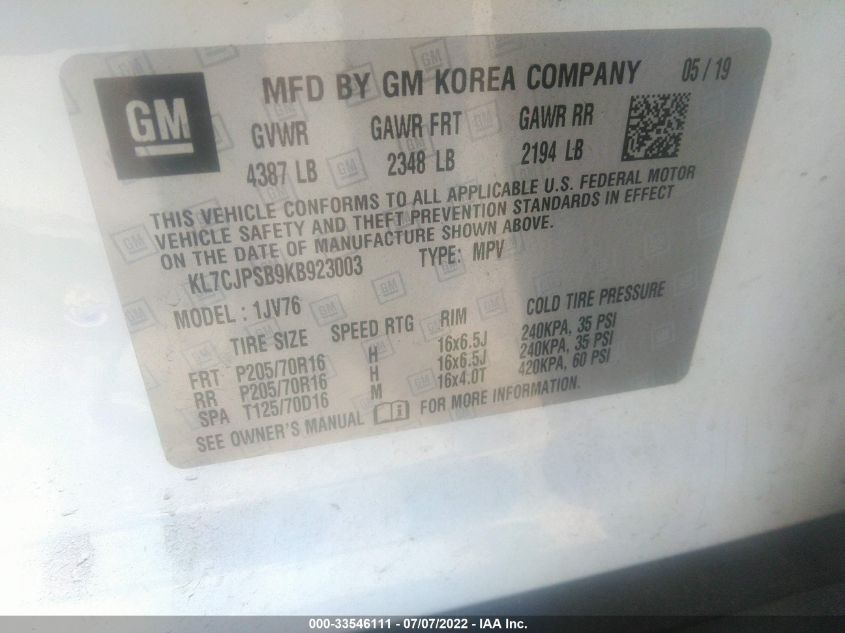 GM
MFD BY GM KOREA COMPANY 05/19
GVWR GAWR FRT GAWR RR
4387 LB 2348 LB 2194 LB
THIS VEHICLE CONFORMS TO ALL APPLICABLE U.S. FEDERAL MOTOR
VEHICLE SAFETY AND THEFT PREVENTION STANDARDS IN EFFECT
ON THE DATE OF MANUFACTURE SHOWN ABOVE.
KL7CJPSB9KB923003 TYPE: MPV
MODEL : 1JV76
TIRE SIZE SPEED RTG RIM COLD TIRE PRESSURE
FRT P205/70R16 H 16x6.5J 240KPA, 35 PSI
RR P205/70R16 H 16x6.5J 240KPA, 35 PSI
SPA T125/70D16 M 16x4.0T 420KPA, 60 PSI
SEE OWNER'S MANUAL FOR MORE INFORMATION.
000-33546111 - 07/07/2022 - IAA Inc.